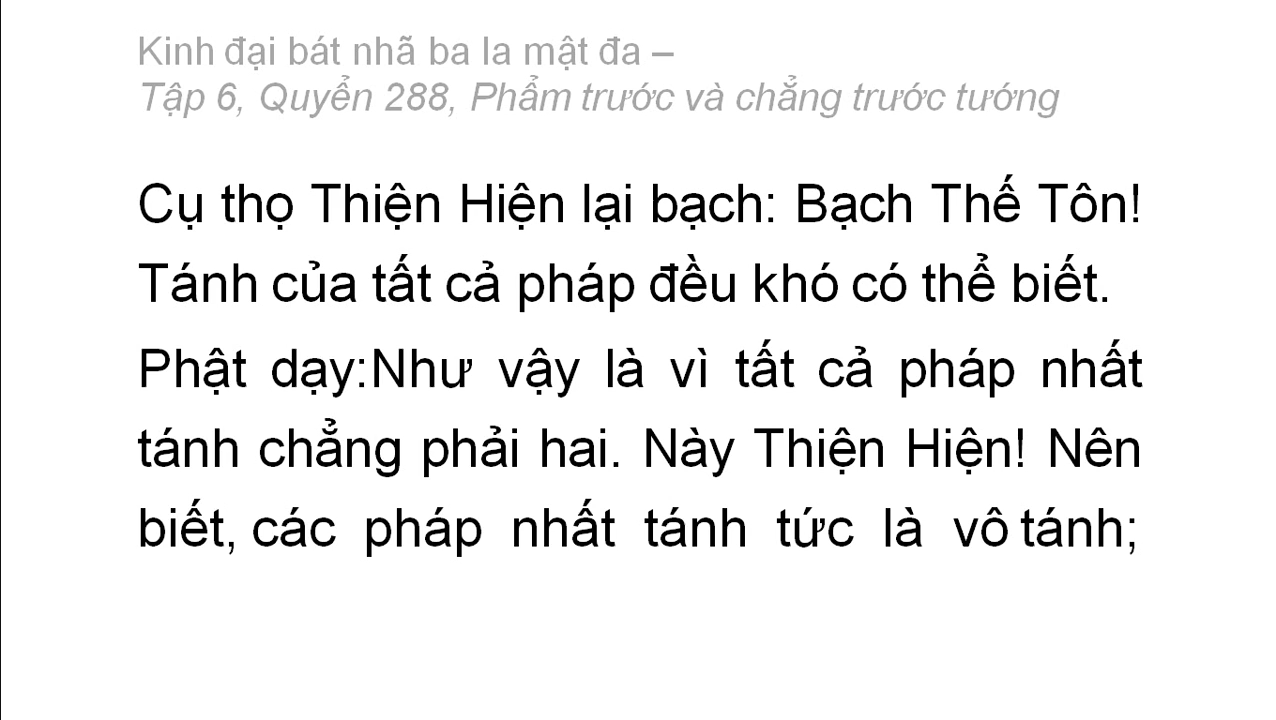 Kinh đại bát nhã ba la mật đa –
Tập 6, Quyển 288, Phẩm trước và chẳng trước tướng
Cụ thọ Thiện Hiện lại bạch: Bạch Thế Tôn!
Tánh của tất cả pháp đều khó có thể biết.
Phật dạy:Như vậy là vì tất cả pháp nhất
tánh chẳng phải hai. Này Thiện Hiện! Nên
biết, các pháp nhất tánh tức là vô tánh;